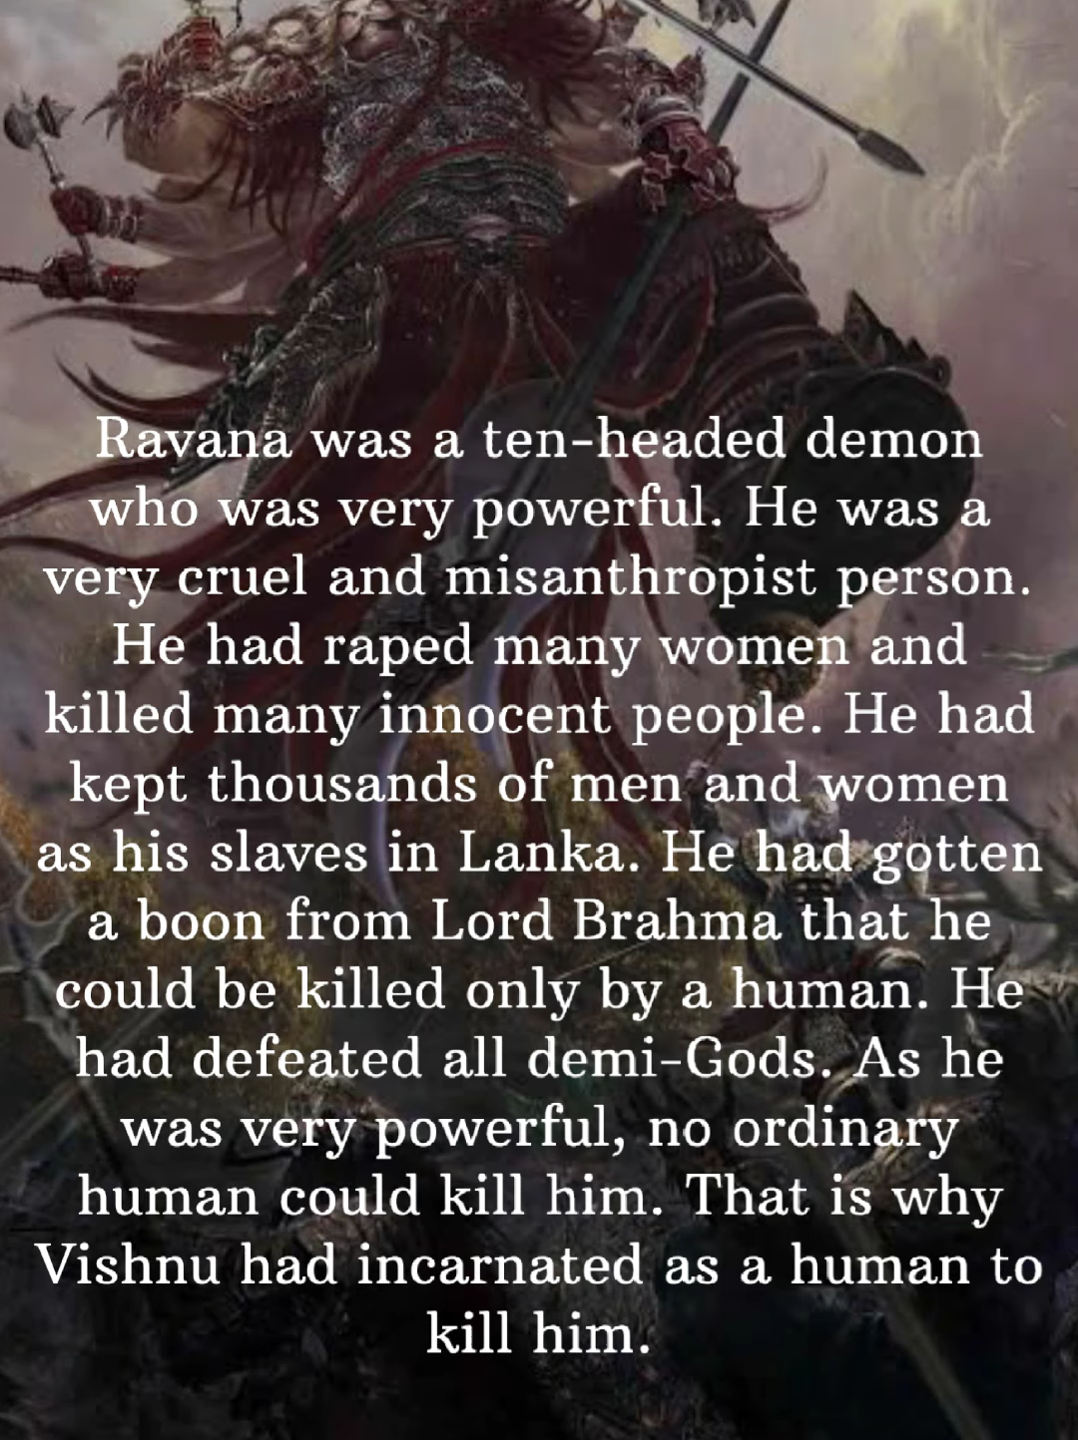 Ravana was a ten-headed demon
who was very powerful. He was a
very cruel and misanthropist person.
He had raped many women and
killed many innocent people. He had
kept thousands of men and women
as his slaves in Lanka. He had gotten
a boon from Lord Brahma that he
could be killed only by a human. He
had defeated all demi-Gods. As he
was very powerful, no ordinary
human could kill him. That is why
Vishnu had incarnated as a human to
kill him.